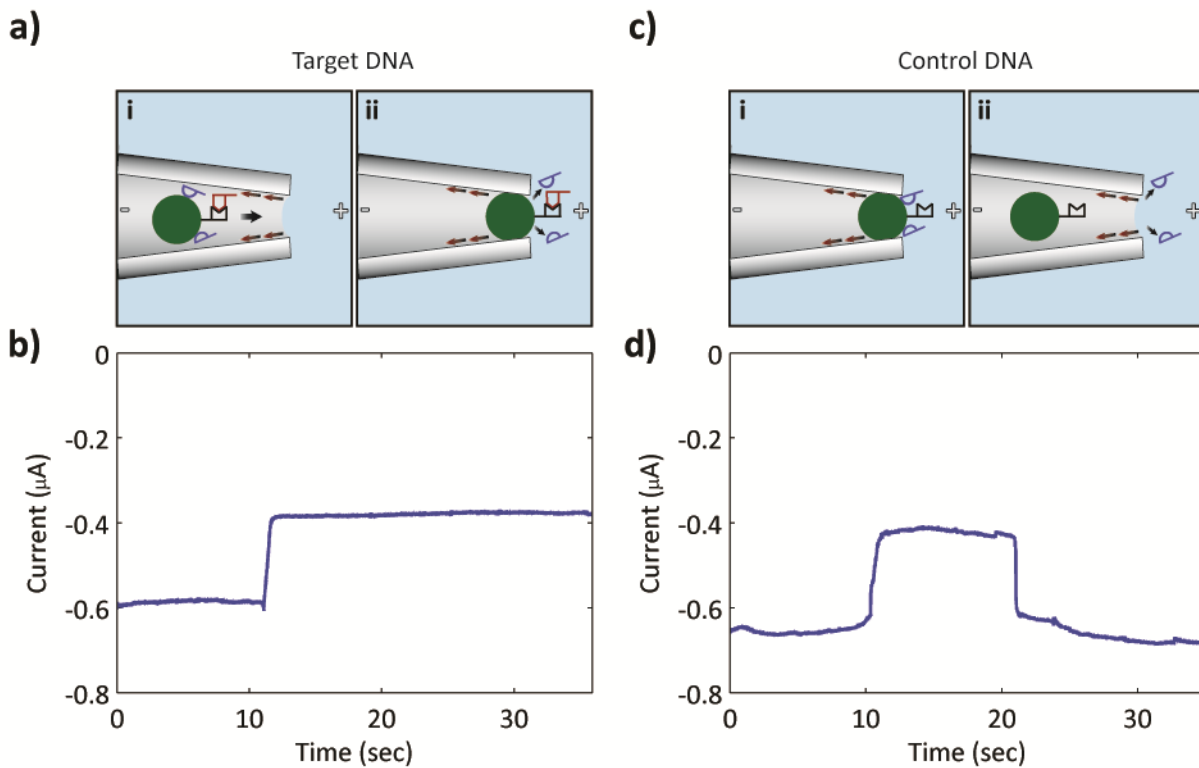 a)
Target DNA
i
ii
-
+
-
+
b)
0
-0.2
-0.4
-0.6
-0.8
Current (µA)
0
10
20
30
Time (sec)
c)
Control DNA
i
ii
-
+
-
+
d)
0
-0.2
-0.4
-0.6
-0.8
Current (µA)
0
10
20
30
Time (sec)